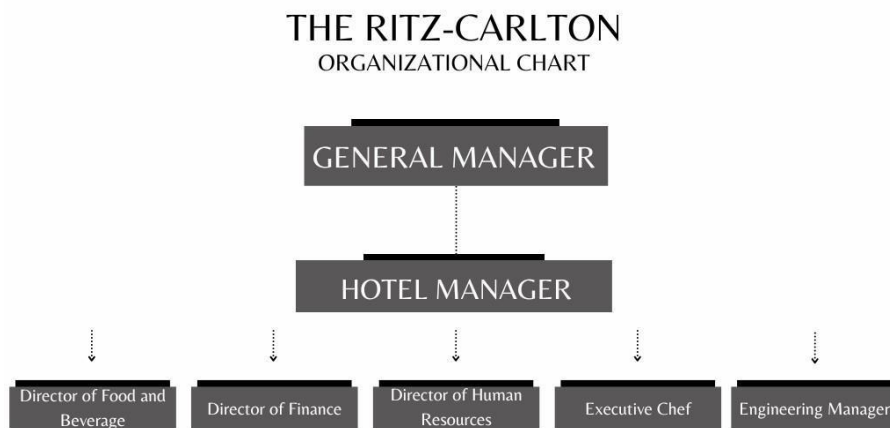 THE RITZ-CARLTON
ORGANIZATIONAL CHART
GENERAL MANAGER
HOTEL MANAGER
Director of Food and
Beverage
Director of Finance
Director of Human
Resources
Executive Chef
Engineering Manager